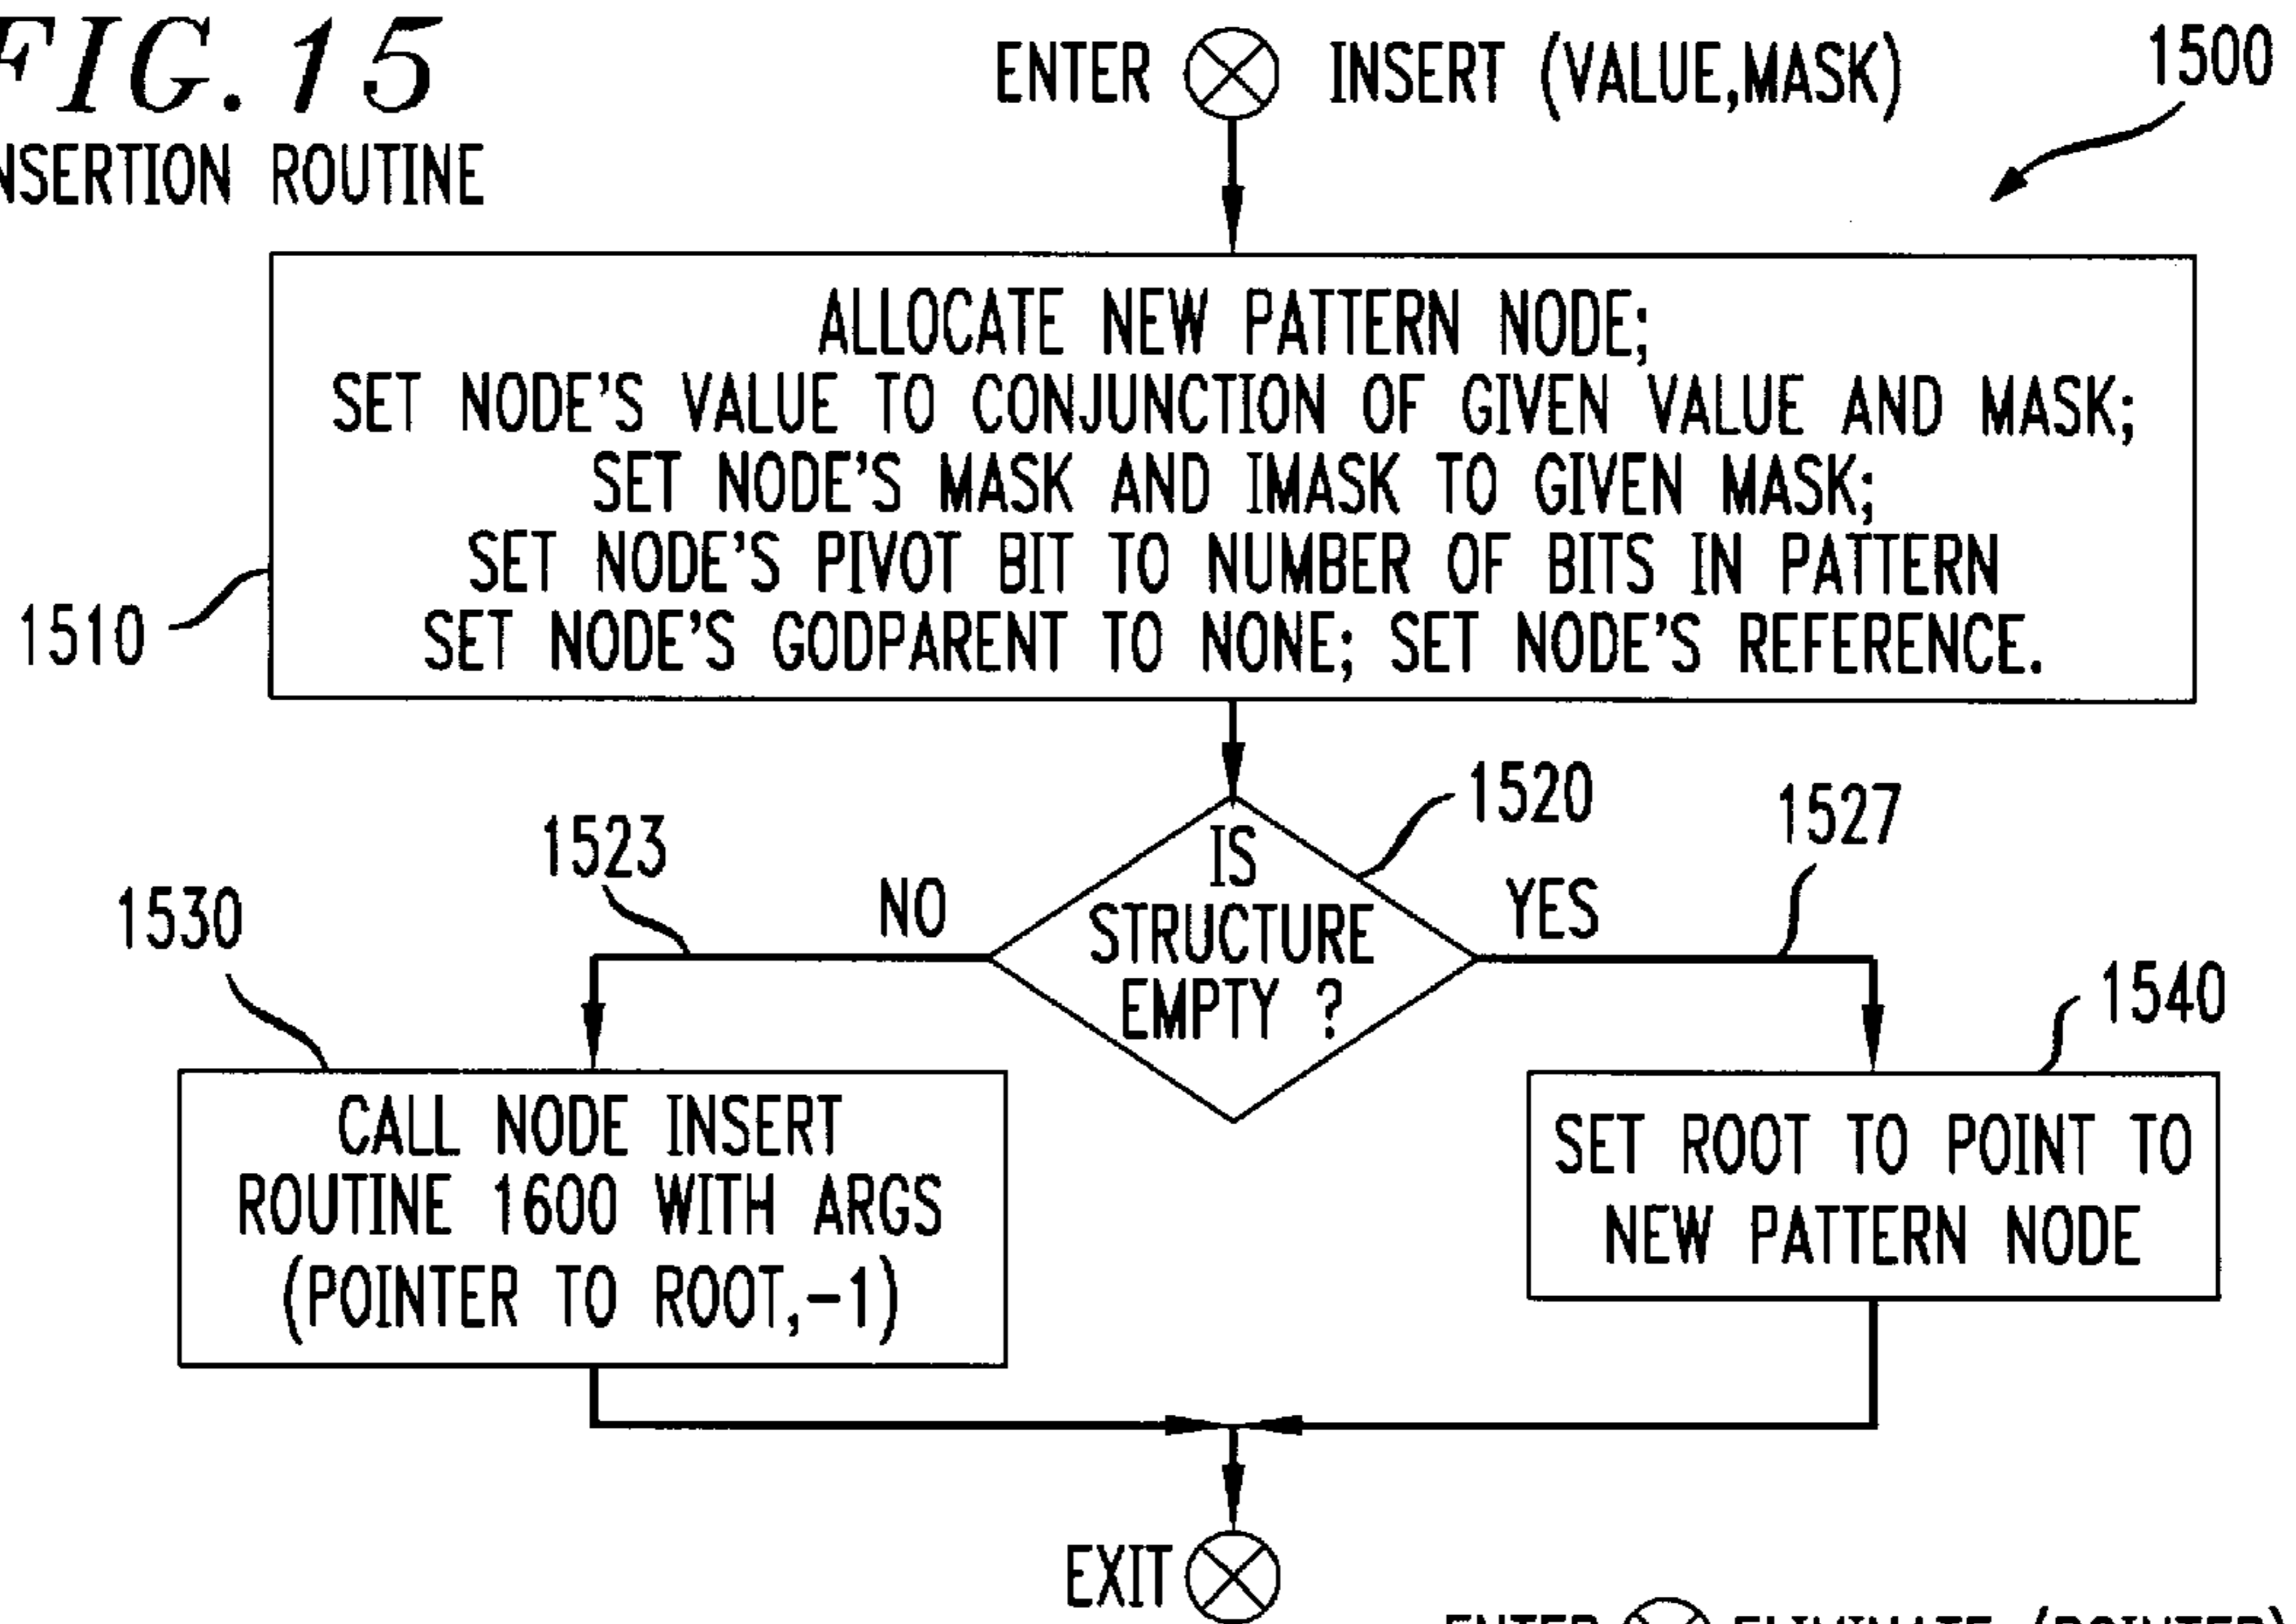 FIG. 15
NSERTION ROUTINE
ENTER INSERT (VALUE,MASK)
1500
ALLOCATE NEW PATTERN NODE;
SET NODE'S VALUE TO CONJUNCTION OF GIVEN VALUE AND MASK;
SET NODE'S MASK AND IMASK TO GIVEN MASK;
SET NODE'S PIVOT BIT TO NUMBER OF BITS IN PATTERN
SET NODE'S GODPARENT TO NONE; SET NODE'S REFERENCE.
1510
IS
STRUCTURE
EMPTY ?
1520
1523
NO
YES
1527
1530
CALL NODE INSERT
ROUTINE 1600 WITH ARGS
(POINTER TO ROOT,-1)
1540
SET ROOT TO POINT TO
NEW PATTERN NODE
EXIT
ENTER ELIMINATE (POINTER)